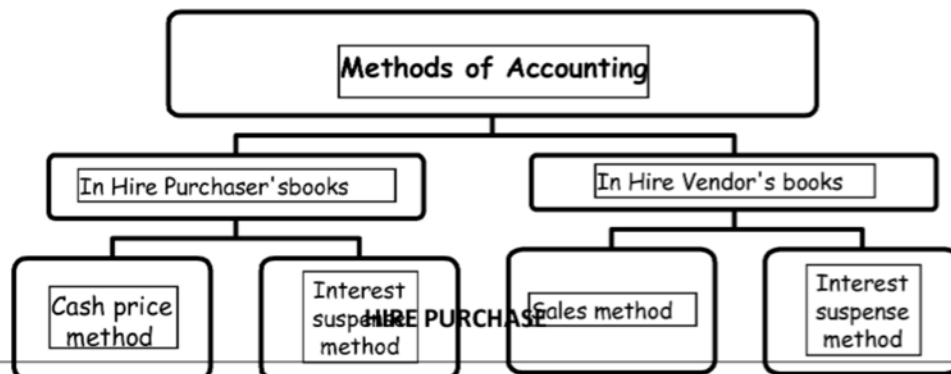 Methods of Accounting
In Hire Purchaser'sbooks
In Hire Vendor's books
Cash price
method
Interest
suspense
method
Sales method
Interest
suspense
method
HIRE PURCHASE